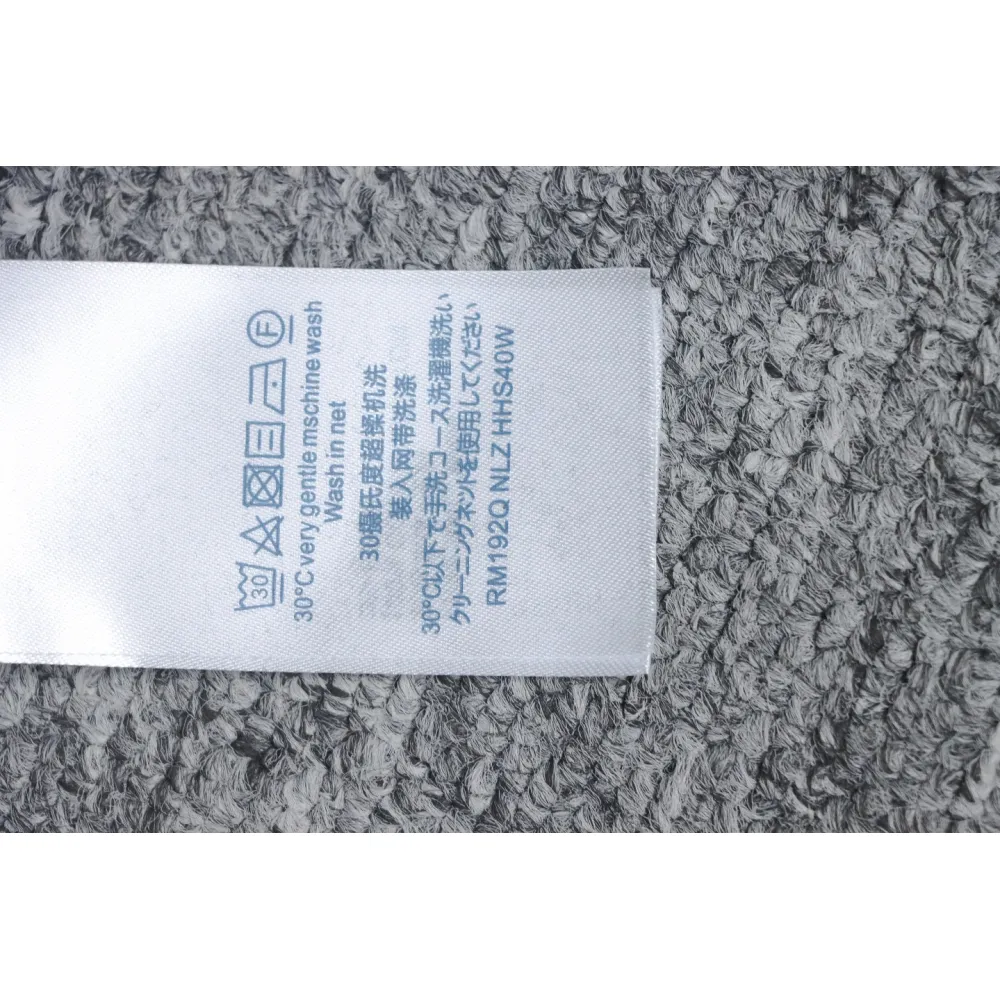 30
F
30°C very gentle mschine wash
Wash in net
30摄氏度超揉机洗
装入网带洗涤
30°C以下で手洗コース洗濯機洗い
クリーニングネットを使用してください
RM192Q NLZ HHS40W